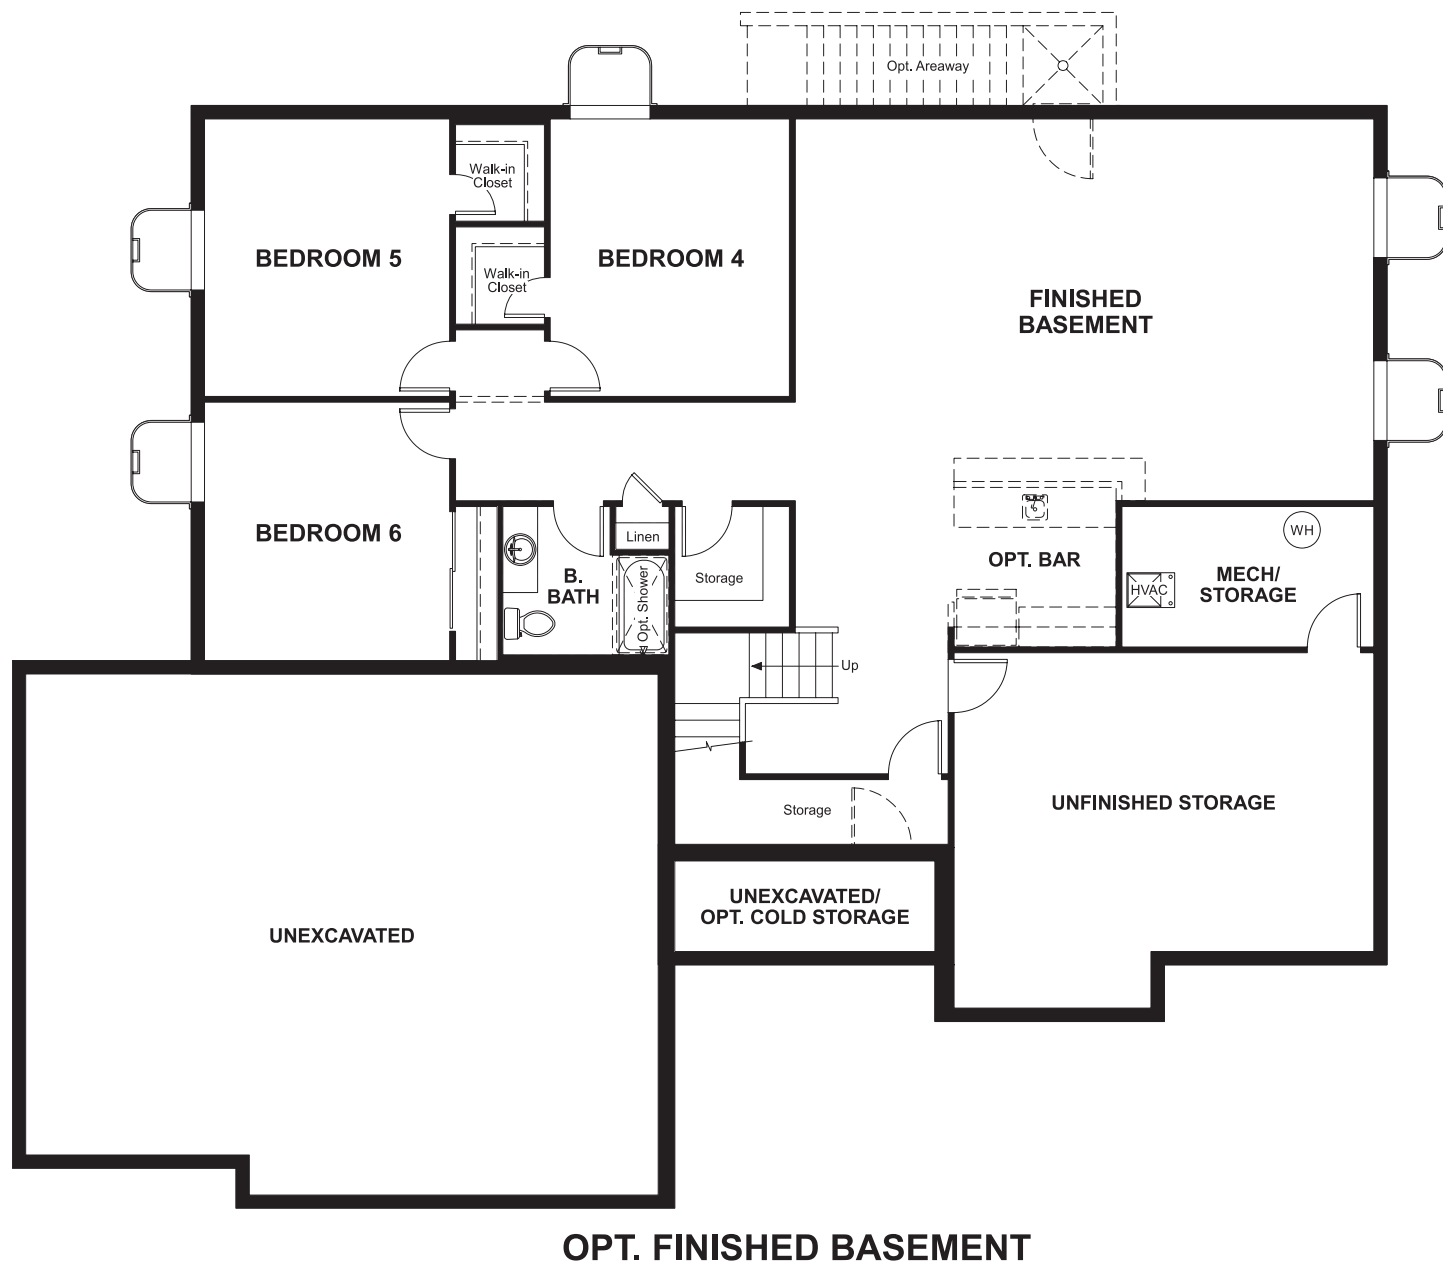 Opt. Areaway
Walk-in
Closet
BEDROOM 5
BEDROOM 4
Walk-in
Closet
FINISHED
BASEMENT
BEDROOM 6
Linen
WH
OPT. BAR
B.
BATH
Opt. Shower
Storage
HVAC
MECH/
STORAGE
Up
UNFINISHED STORAGE
Storage
UNEXCAVATED/
OPT. COLD STORAGE
UNEXCAVATED
OPT. FINISHED BASEMENT